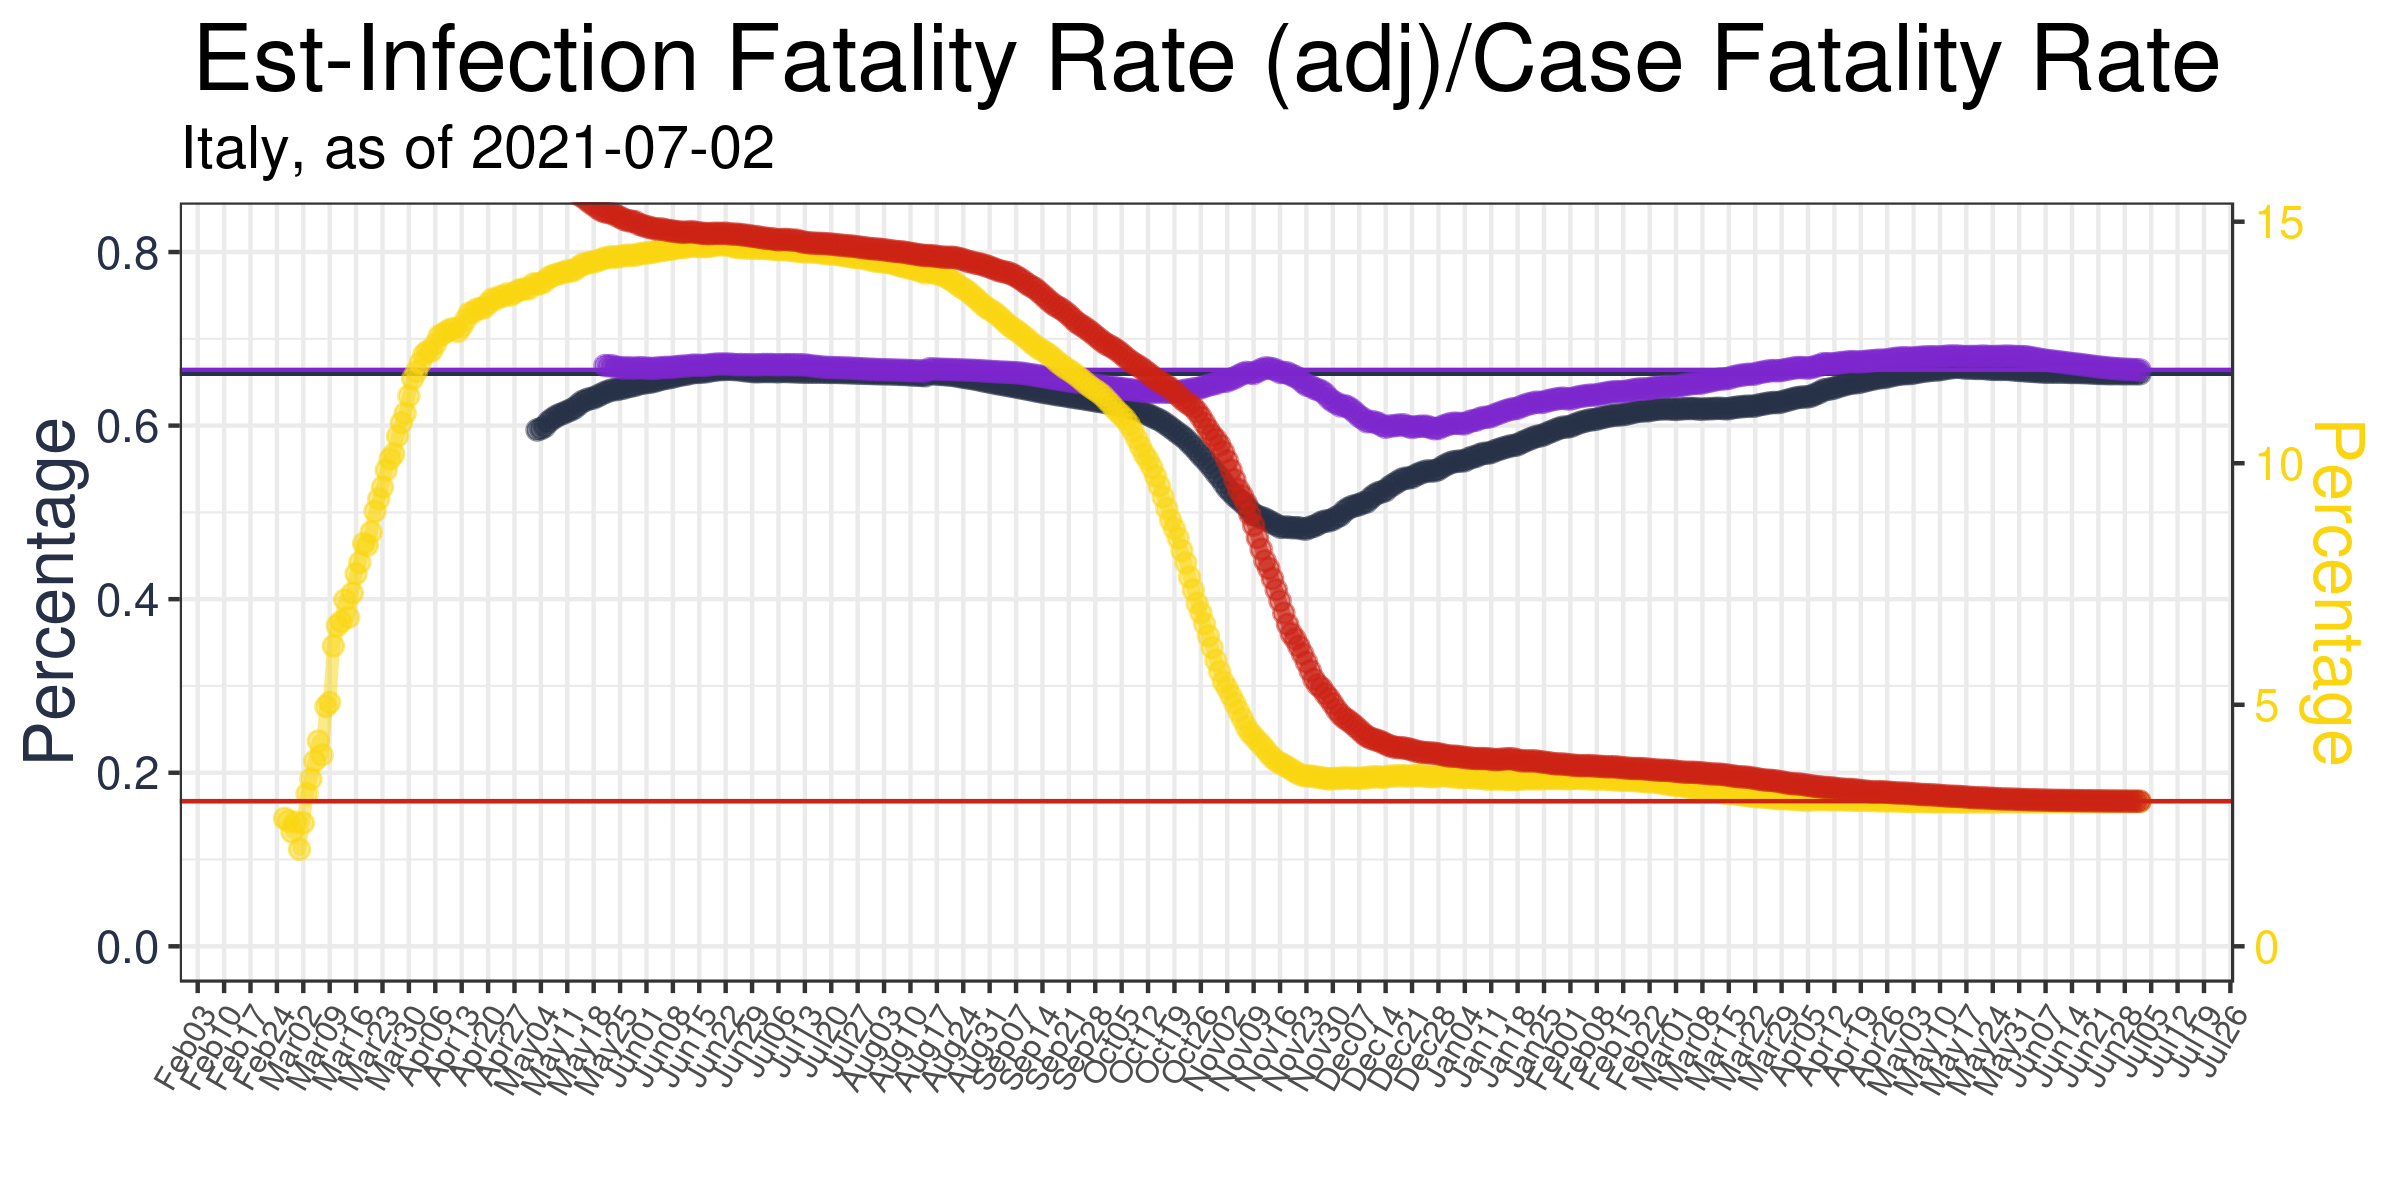 Est-Infection Fatality Rate (adj)/Case Fatality Rate
Italy, as of 2021-07-02
Percentage
0.8
0.6
0.4
0.2
0.0
15
10
5
0
Percentage
Feb03
Feb10
Feb17
Feb24
Mar02
Mar09
Mar16
Mar23
Mar30
Apr06
Apr13
Apr20
Apr27
May04
May11
May18
May25
Jun01
Jun08
Jun15
Jun22
Jun29
Jul06
Jul13
Jul20
Jul27
Aug03
Aug10
Aug17
Aug24
Aug31
Sep07
Sep14
Sep21
Sep28
Oct05
Oct12
Oct19
Oct26
Nov02
Nov09
Nov16
Nov23
Nov30
Dec07
Dec14
Dec21
Dec28
Jan04
Jan11
Jan18
Jan25
Feb01
Feb08
Feb15
Feb22
Mar01
Mar08
Mar15
Mar22
Mar29
Apr05
Apr12
Apr19
Apr26
May03
May10
May17
May24
May31
Jun07
Jun14
Jun21
Jun28
Jul05
Jul12
Jul19
Jul26